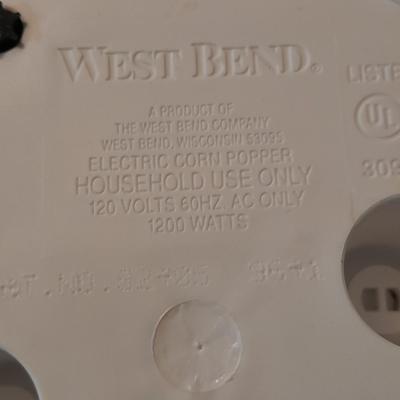 WEST BEND®
A PRODUCT OF
THE WEST BEND COMPANY
WEST BEND, WISCONSIN 53095
ELECTRIC CORN POPPER
HOUSEHOLD USE ONLY
120 VOLTS 60HZ. AC ONLY
1200 WATTS
LISTE
UL
309